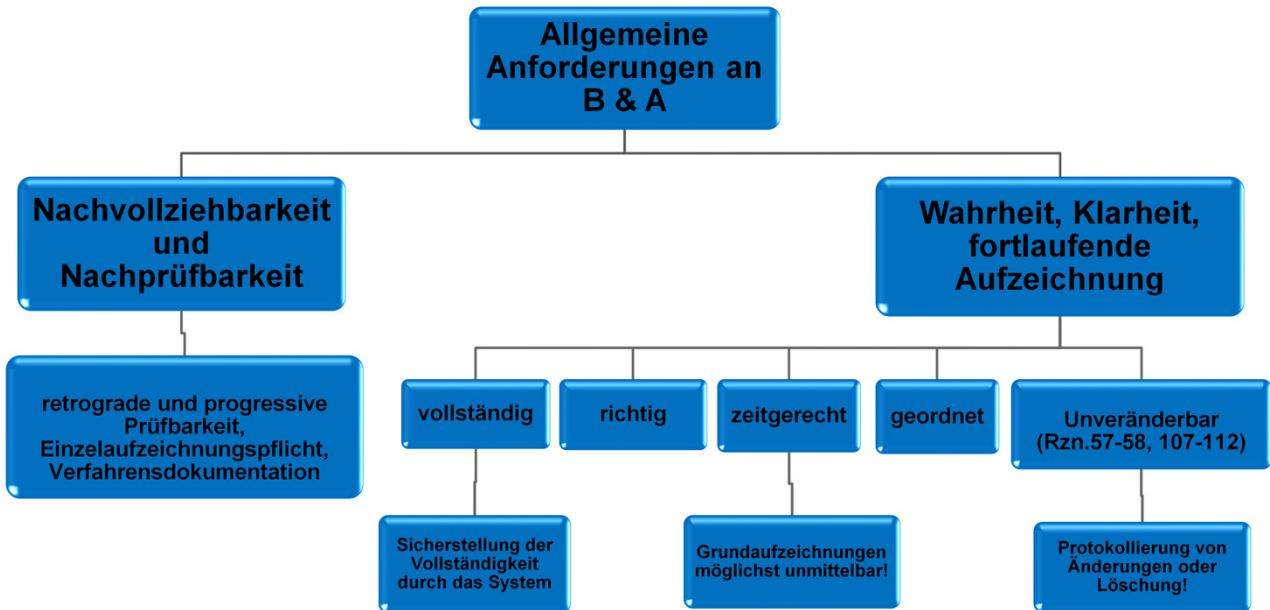 Allgemeine
Anforderungen an
B & A
Nachvollziehbarkeit
und
Nachprüfbarkeit
Wahrheit, Klarheit,
fortlaufende
Aufzeichnung
retrograde und progressive
Prüfbarkeit,
Einzelaufzeichnungspflicht,
Verfahrensdokumentation
vollständig
richtig
zeitgerecht
geordnet
Unveränderbar
(Rzn.57-58, 107-112)
Sicherstellung der
Vollständigkeit
durch das System
Grundaufzeichnungen
möglichst unmittelbar!
Protokollierung von
Änderungen oder
Löschung!